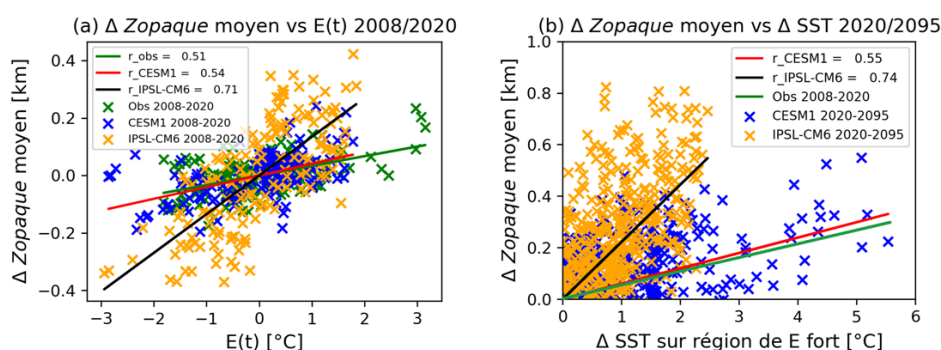 (a) Δ Zopaque moyen vs E(t) 2008/2020
r_obs = 0.51
r_CESM1 = 0.54
r_IPSL-CM6 = 0.71
Obs 2008-2020
CESM1 2008-2020
IPSL-CM6 2008-2020
Δ Zopaque moyen [km]
0.4
0.2
0.0
−0.2
−0.4
−3 −2 −1 0 1 2 3
E(t) [°C]
(b) Δ Zopaque moyen vs Δ SST 2020/2095
r_CESM1 = 0.55
r_IPSL-CM6 = 0.74
Obs 2008-2020
CESM1 2020-2095
IPSL-CM6 2020-2095
Δ Zopaque moyen [km]
1.0
0.8
0.6
0.4
0.2
0.0
0 1 2 3 4 5 6
Δ SST sur région de E fort [°C]